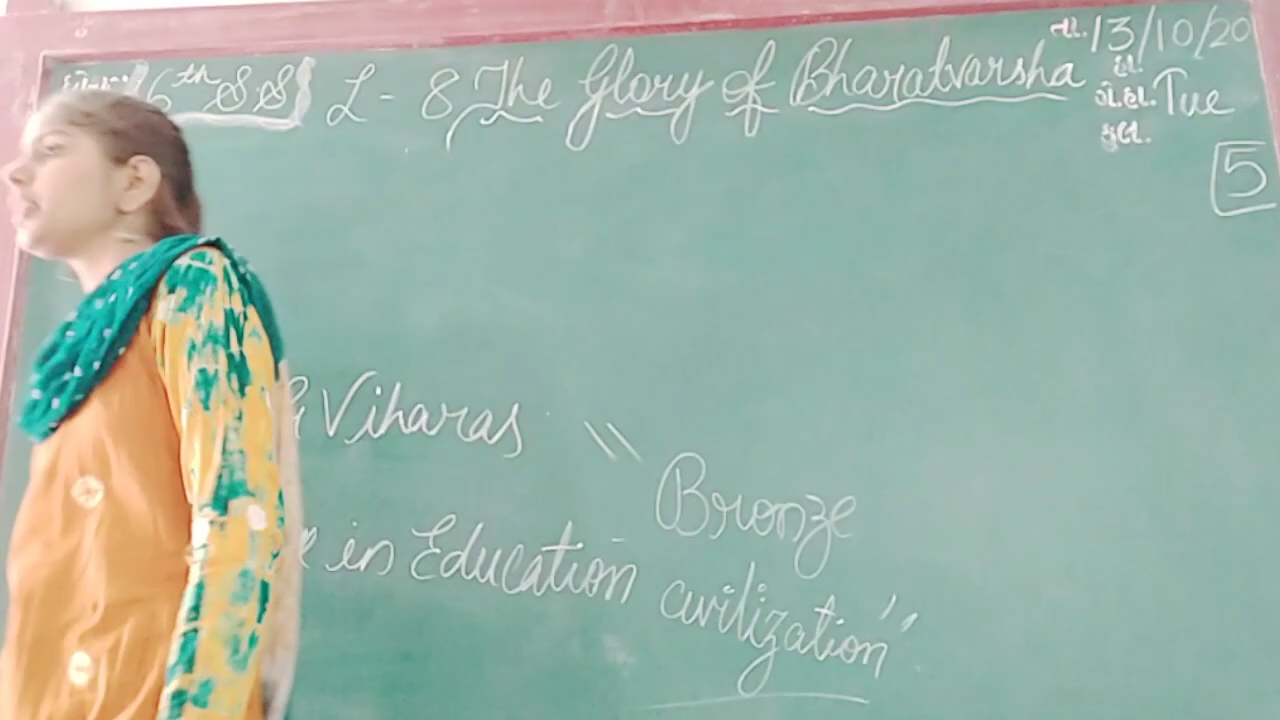 6th S.S L-8, The Glory of Bharatvarsha
તા. 13/10/20
Tue
5
Viharas
"Bronze
in Education
civilization"